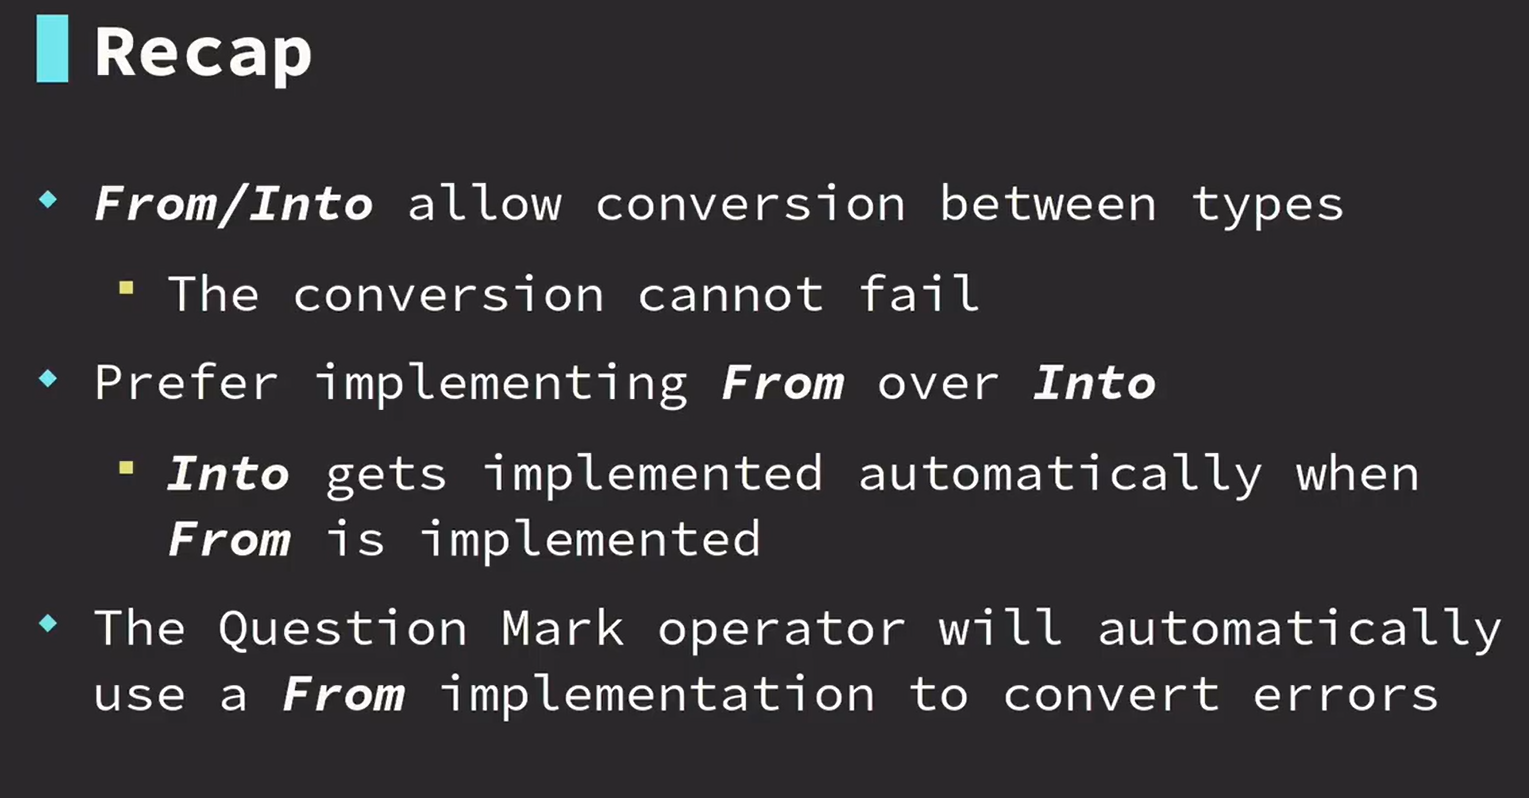 Recap
From/Into allow conversion between types
The conversion cannot fail
Prefer implementing From over Into
Into gets implemented automatically when
From is implemented
The Question Mark operator will automatically
use a From implementation to convert errors